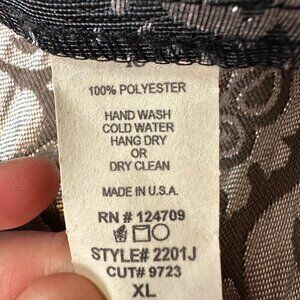 100% POLYESTER
HAND WASH
COLD WATER
HANG DRY
OR
DRY CLEAN
MADE IN U.S.A.
RN # 124709
STYLE# 2201J
CUT# 9723
XL